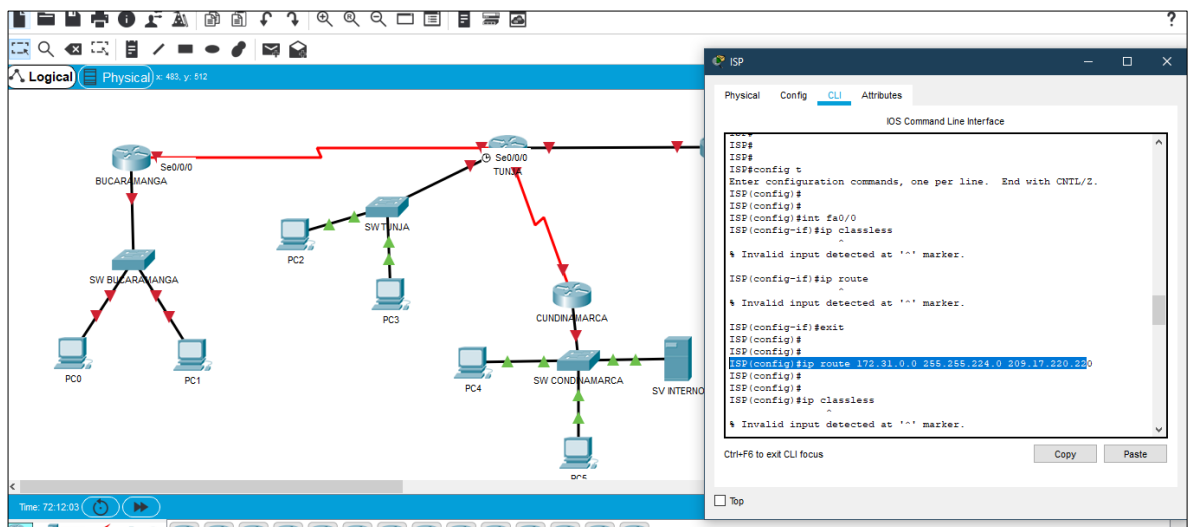 ?
Logical
Physical
x: 483, y: 512
Se0/0/0
BUCARAMANGA
Se0/0/0
TUNJA
SW TUNJA
PC2
SW BUCARAMANGA
PC3
CUNDINAMARCA
PC0
PC1
PC4
SW CONDINAMARCA
SV INTERNO
PC5
Time: 72:12:03
ISP
Physical
Config
CLI
Attributes
IOS Command Line Interface
ISP#
ISP#
ISP#
ISP#config t
Enter configuration commands, one per line. End with CNTL/Z.
ISP(config)#
ISP(config)#
ISP(config)#int fa0/0
ISP(config-if)#ip classless
^
% Invalid input detected at '^' marker.
ISP(config-if)#ip route
^
% Invalid input detected at '^' marker.
ISP(config-if)#exit
ISP(config)#
ISP(config)#
ISP(config)#ip route 172.31.0.0 255.255.224.0 209.17.220.220
ISP(config)#
ISP(config)#
ISP(config)#ip classless
^
% Invalid input detected at '^' marker.
Ctrl+F6 to exit CLI focus
Copy
Paste
Top